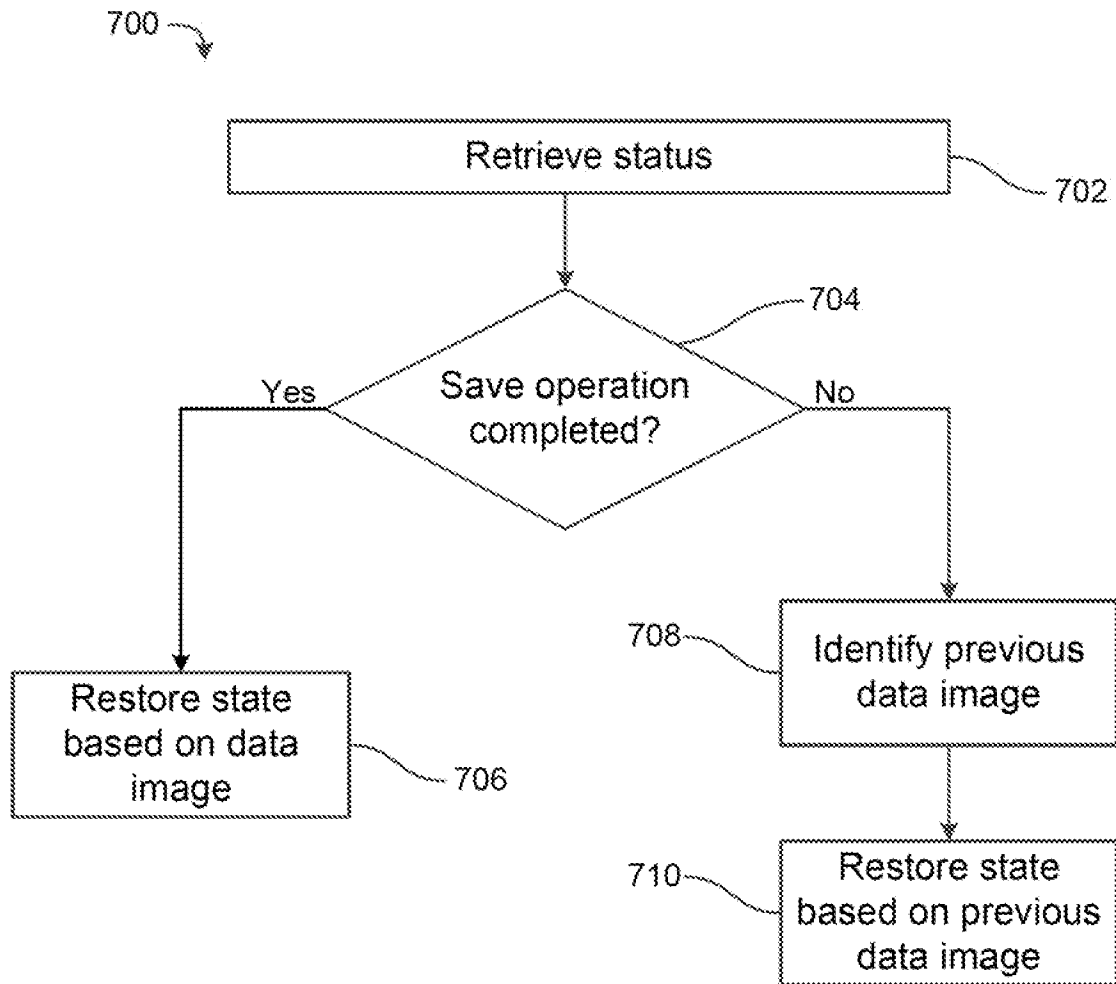 700
Retrieve status
702
704
Save operation
completed?
Yes
No
708
Identify previous
data image
Restore state
based on data
image
706
710
Restore state
based on previous
data image